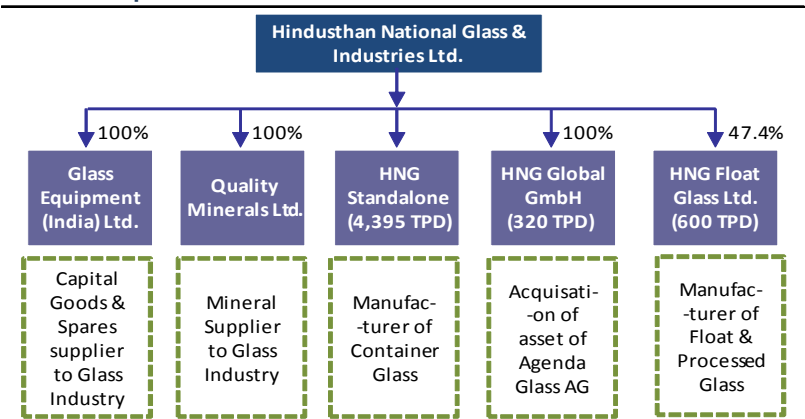 Hindusthan National Glass &
Industries Ltd.
100%
100%
100%
47.4%
Glass
Equipment
(India) Ltd.
Quality
Minerals Ltd.
HNG
Standalone
(4,395 TPD)
HNG Global
GmbH
(320 TPD)
HNG Float
Glass Ltd.
(600 TPD)
Capital
Goods &
Spares
supplier
to Glass
Industry
Mineral
Supplier
to Glass
Industry
Manufac-
-turer of
Container
Glass
Acquisati-
-on of
asset of
Agenda
Glass AG
Manufac-
-turer of
Float &
Processed
Glass